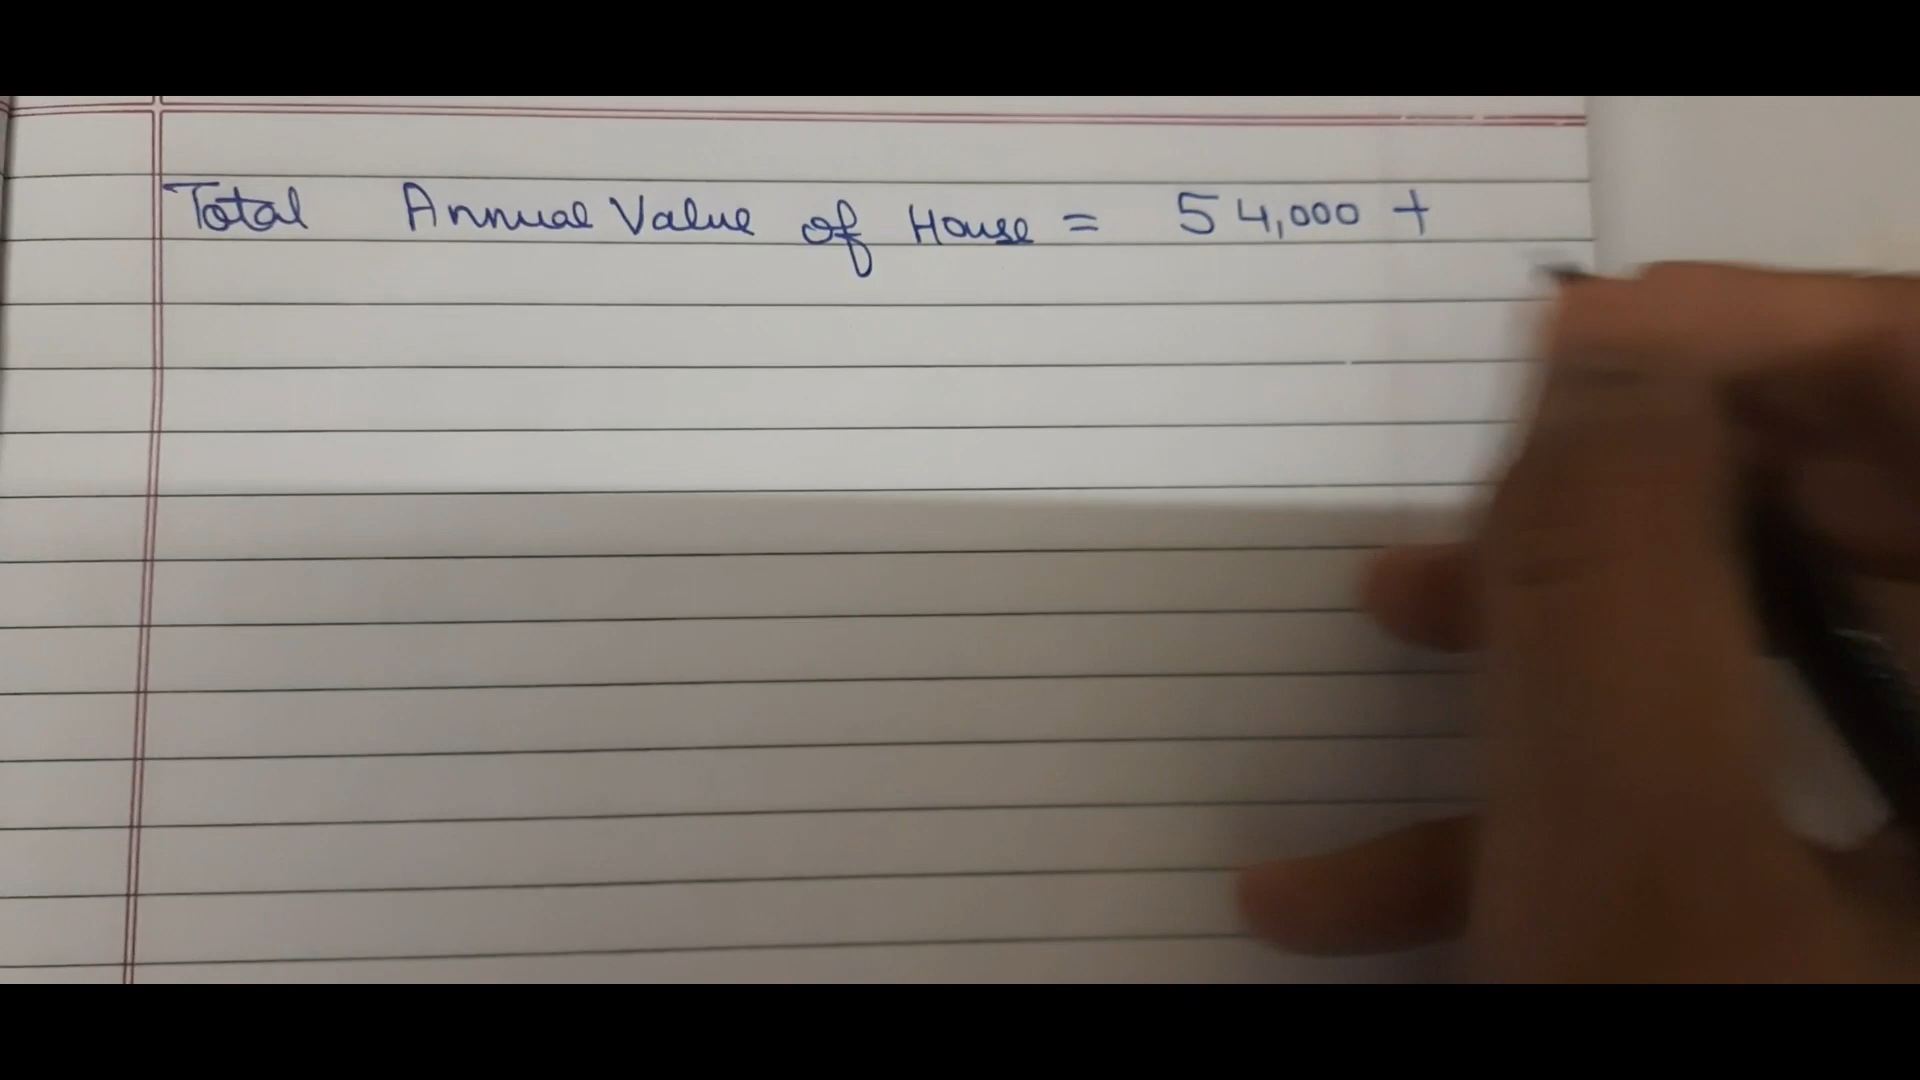 Total Annual Value of House = 54,000 +